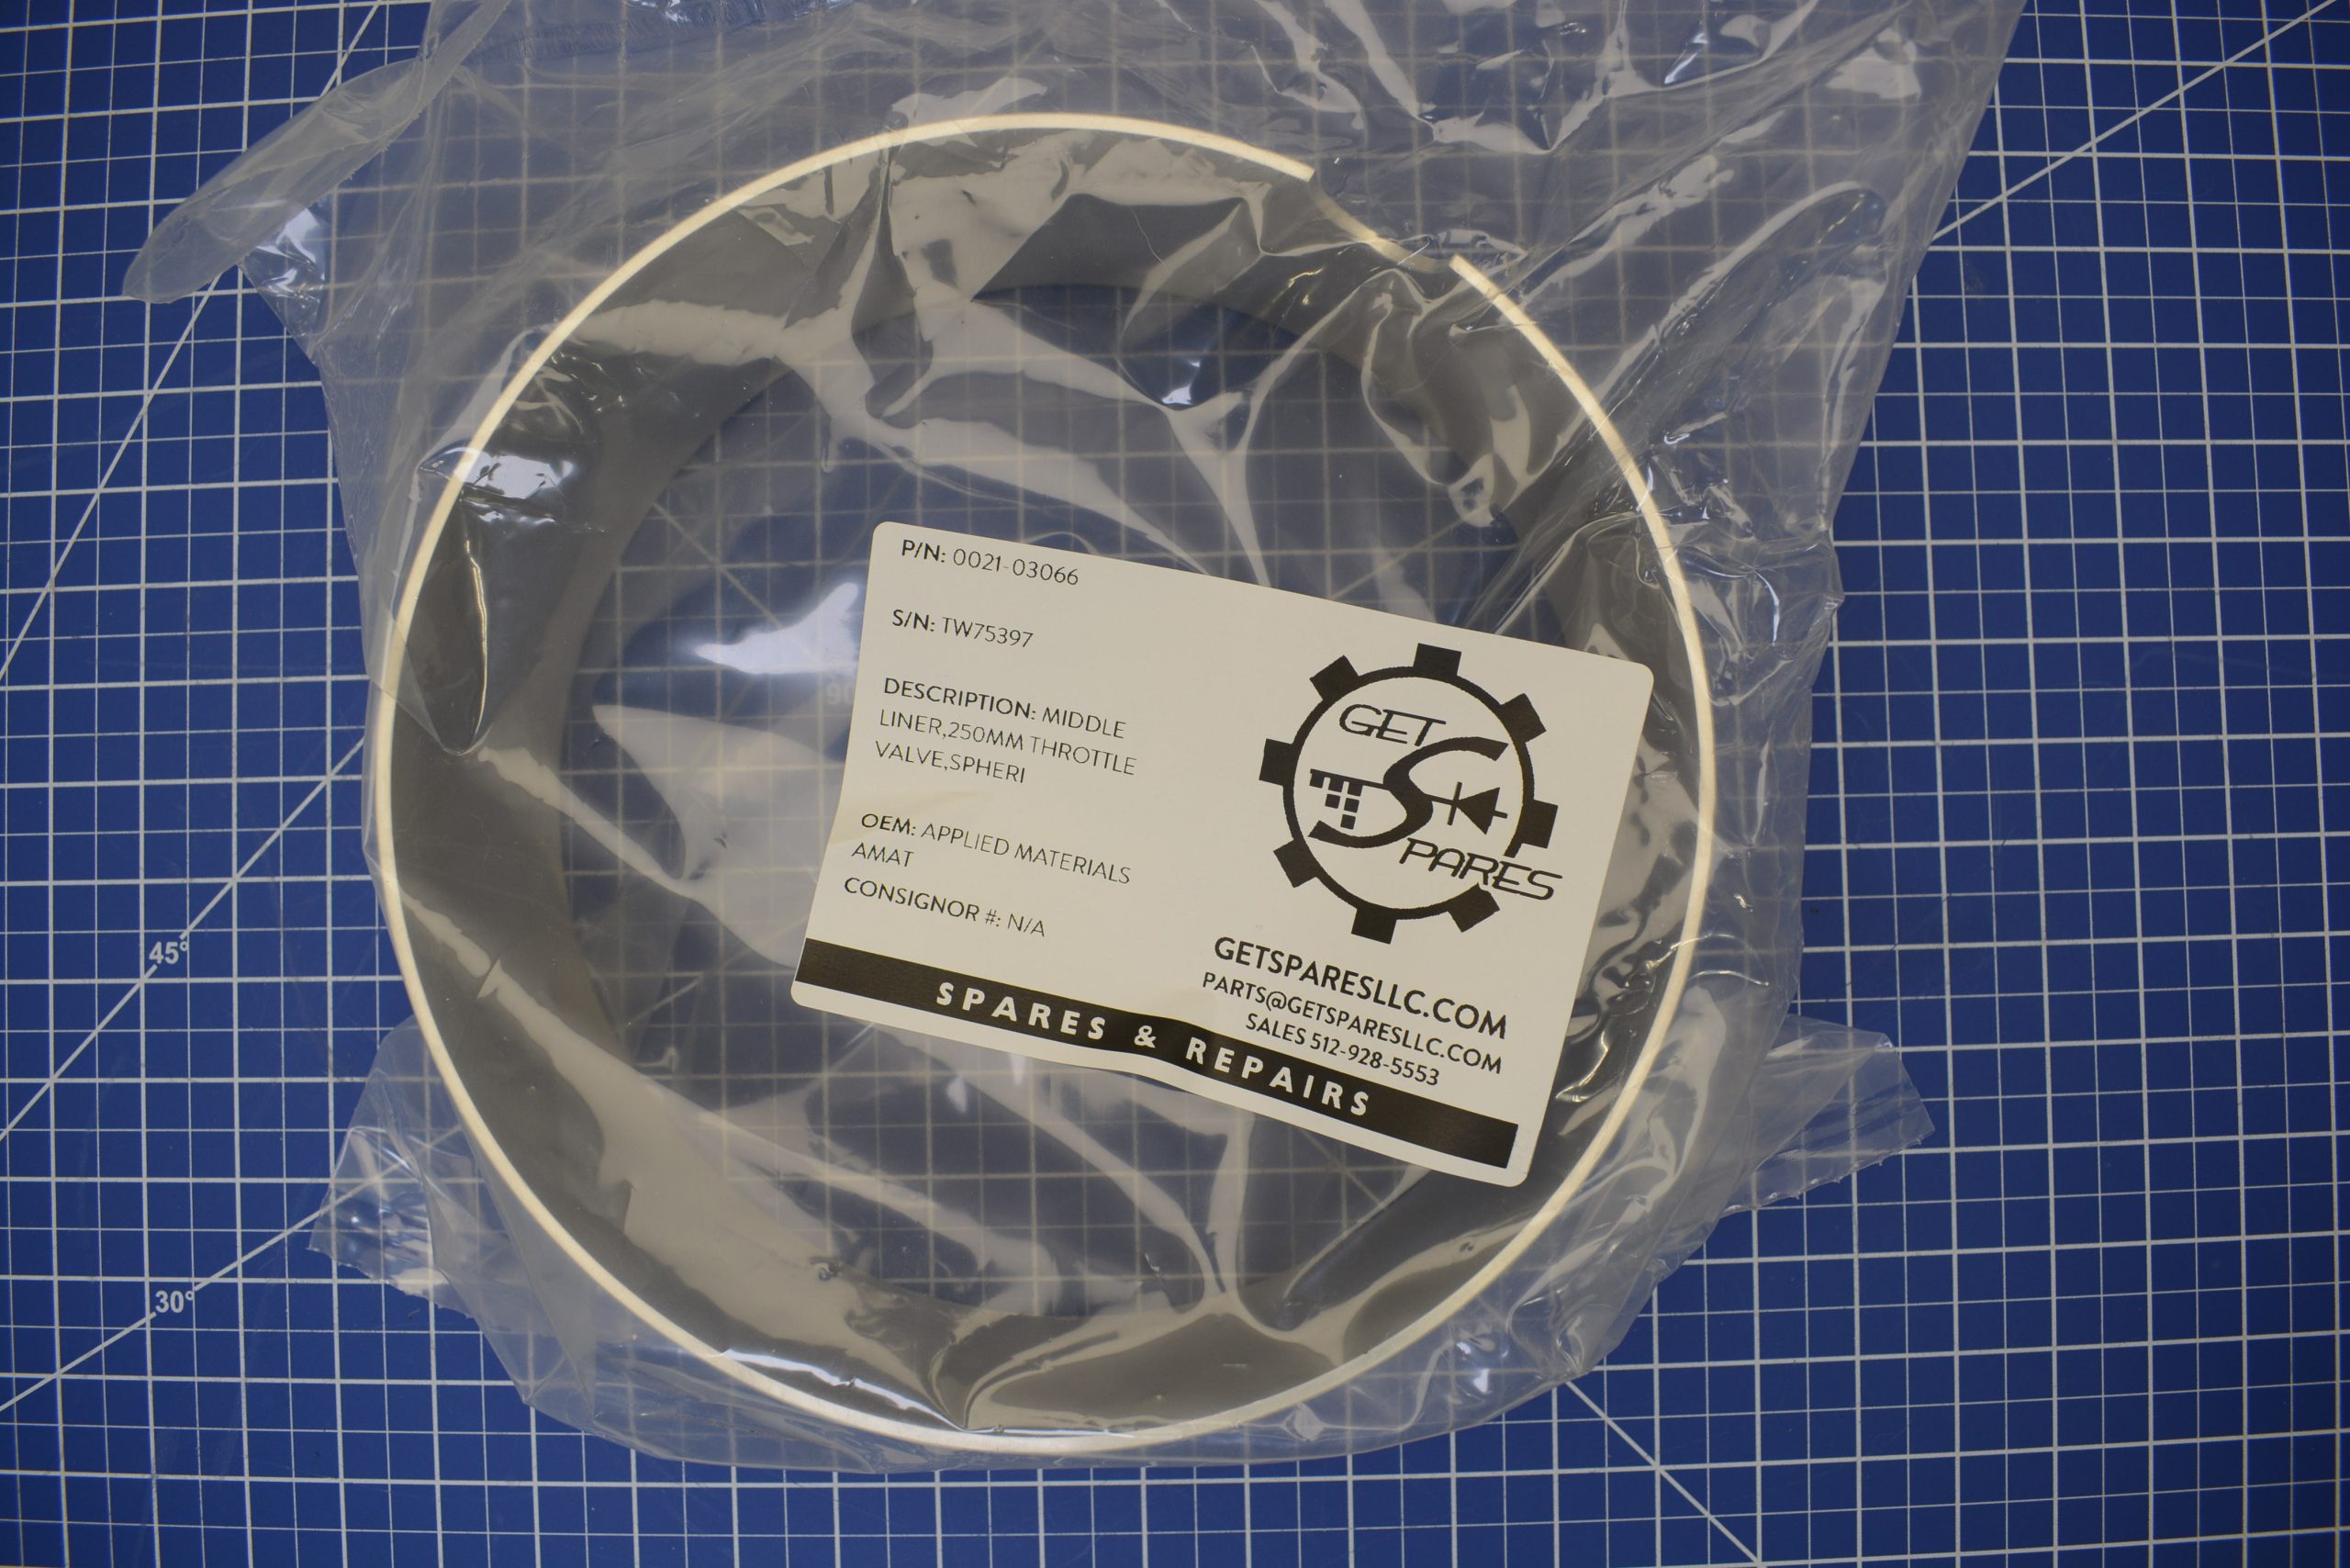 P/N: 0021-03066
S/N: TW75397
DESCRIPTION: MIDDLE
LINER,250MM THROTTLE
VALVE,SPHERI
OEM: APPLIED MATERIALS
AMAT
CONSIGNOR #: N/A
GET
SPARES
GETSPARESLLC.COM
PARTS@GETSPARESLLC.COM
SALES 512-928-5553
SPARES & REPAIRS
45°
30°